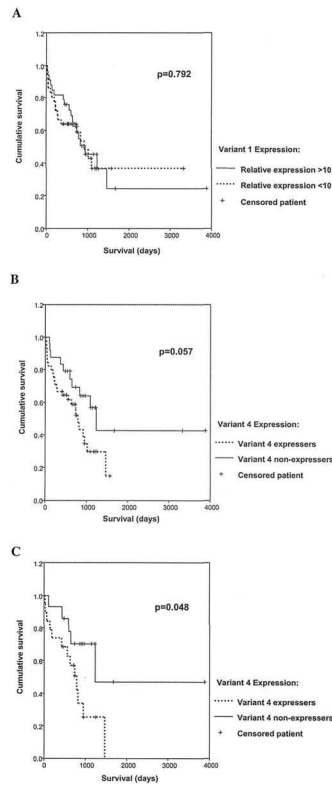 A
Cumulative survival
1.2
1.0
0.8
0.6
0.4
0.2
0.0
p=0.792
0
1000
2000
3000
4000
Survival (days)
Variant 1 Expression:
Relative expression >10
Relative expression <10
+ Censored patient
B
Cumulative survival
1.2
1.0
0.8
0.6
0.4
0.2
0.0
p=0.057
0
1000
2000
3000
4000
Survival (days)
Variant 4 Expression:
Variant 4 expressers
Variant 4 non-expressers
+ Censored patient
C
Cumulative survival
1.2
1.0
0.8
0.6
0.4
0.2
0.0
p=0.048
0
1000
2000
3000
4000
Survival (days)
Variant 4 Expression:
Variant 4 expressers
Variant 4 non-expressers
+ Censored patient